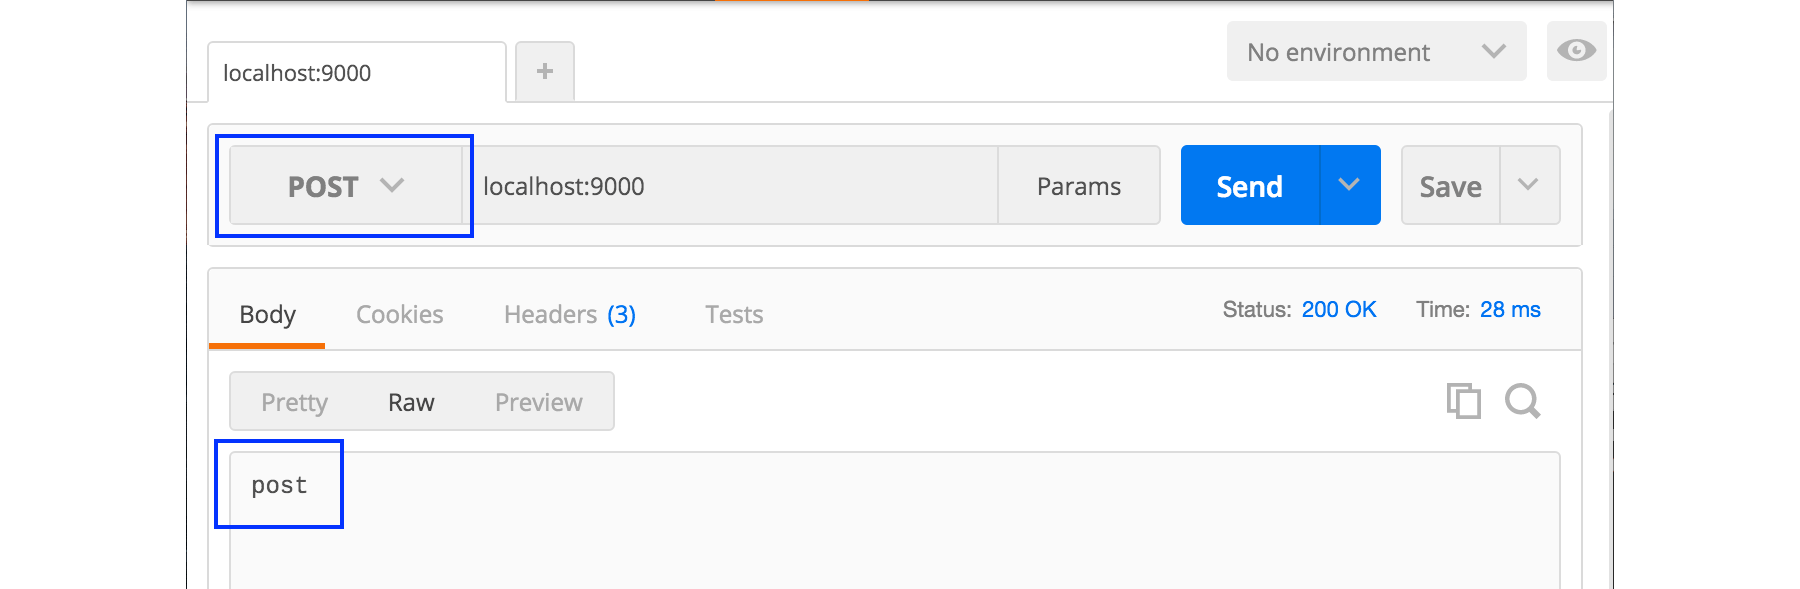 localhost:9000 + No environment
POST localhost:9000 Params Send Save
Body Cookies Headers (3) Tests Status: 200 OK Time: 28 ms
Pretty Raw Preview
post